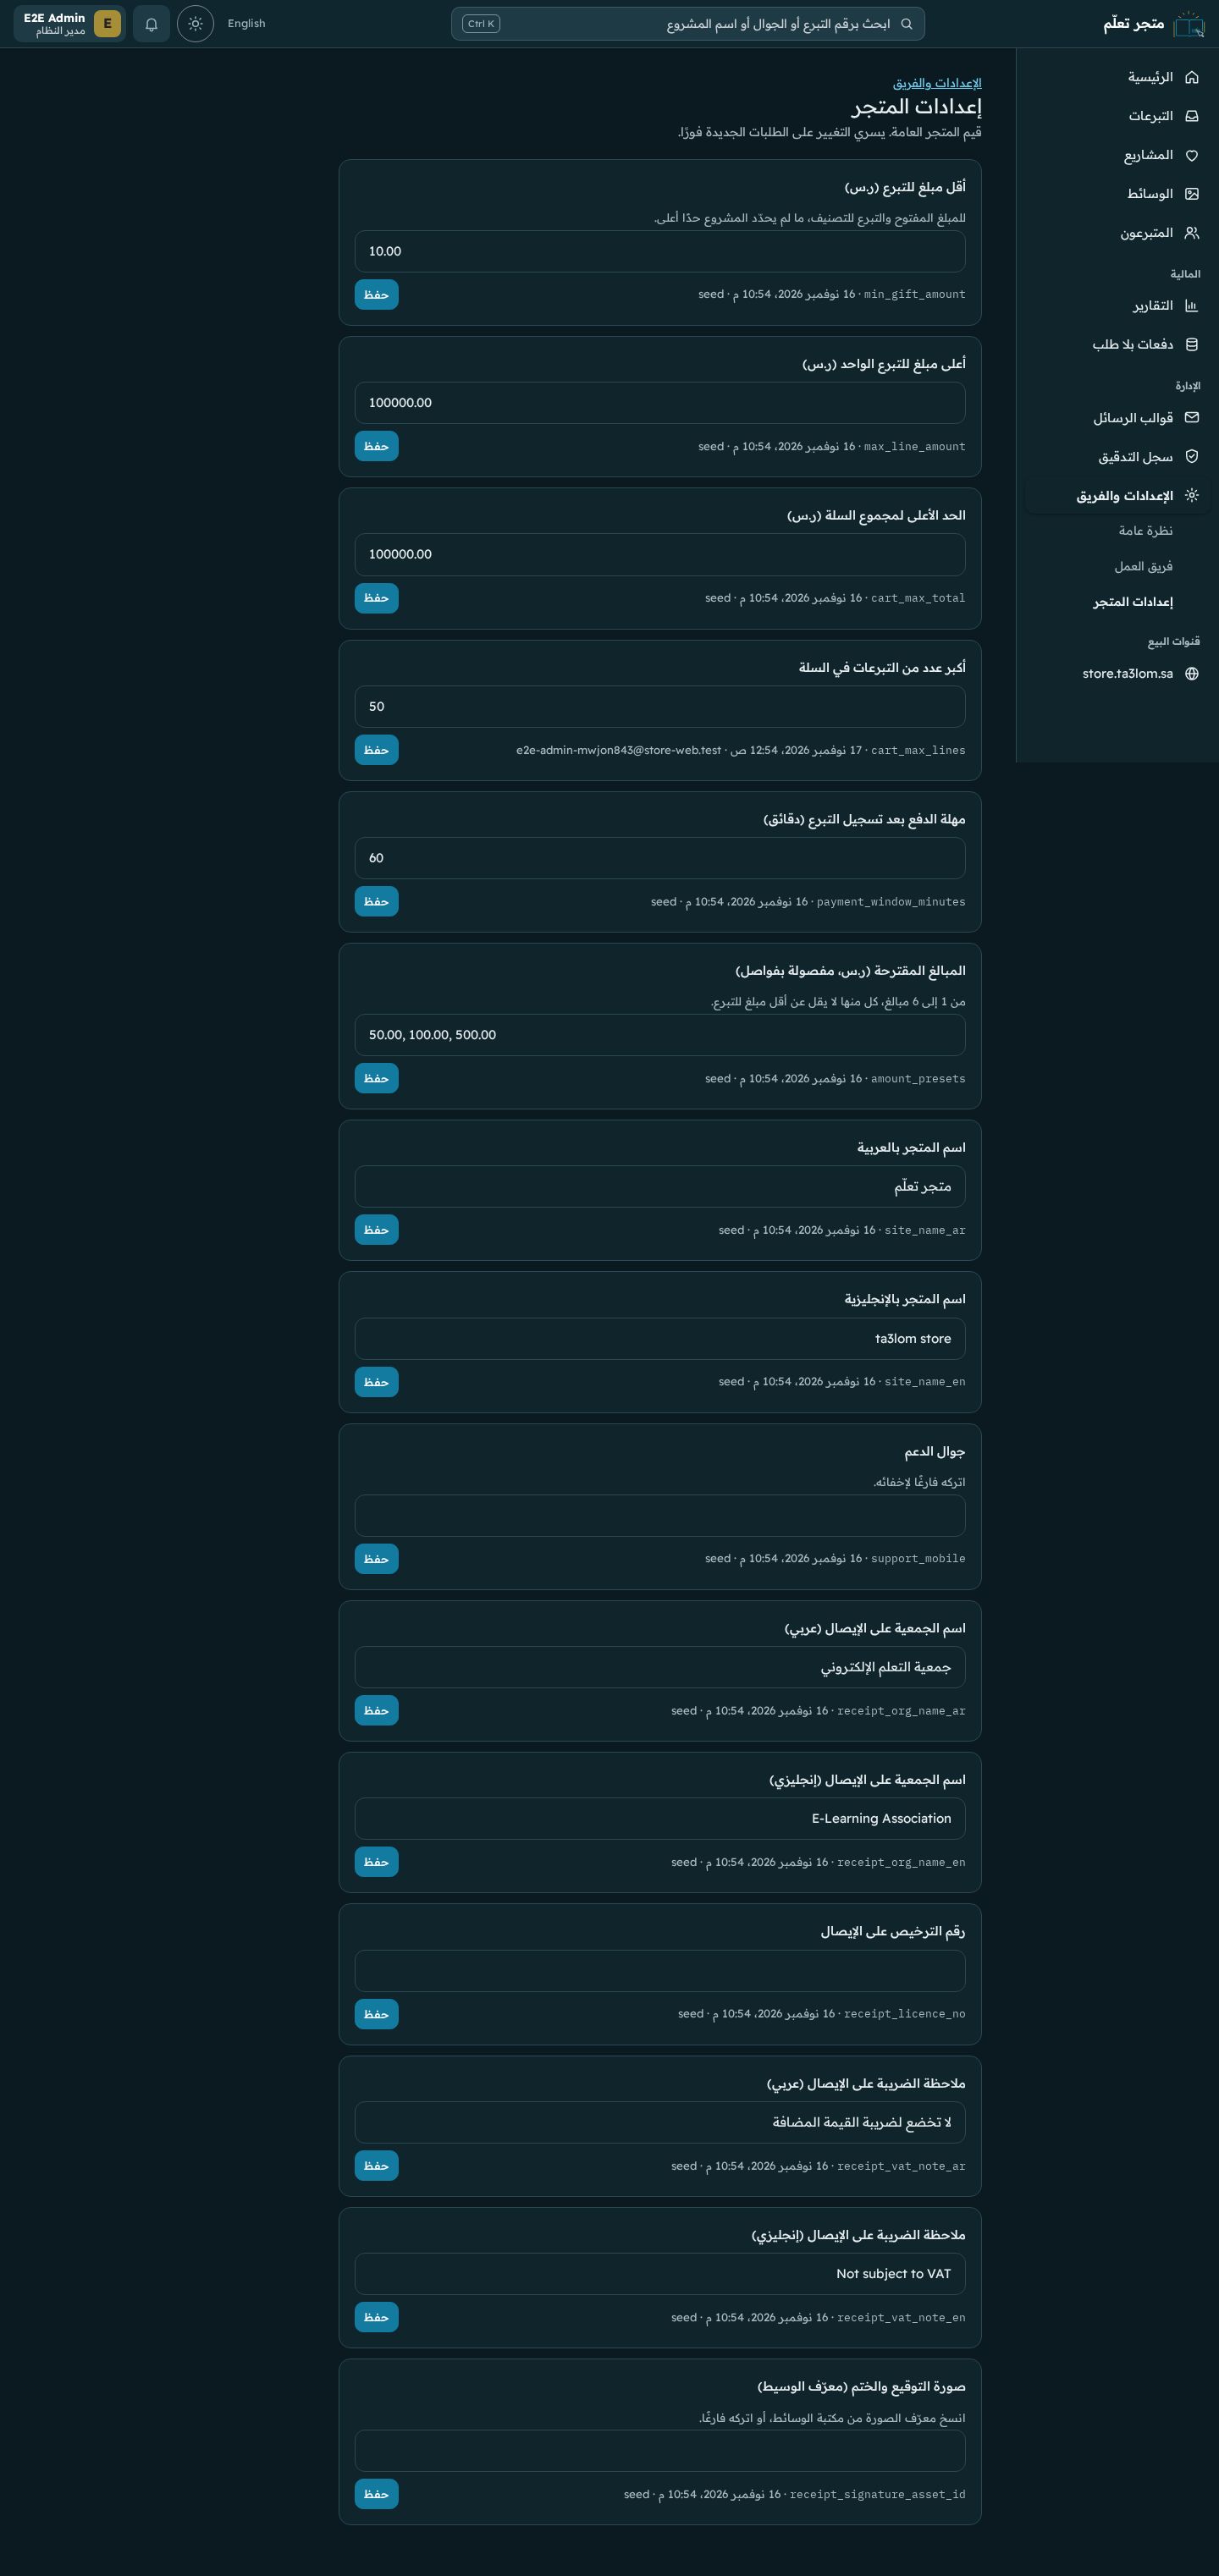 متجر تعلّم
ابحث برقم التبرع أو الجوال أو اسم المشروع
Ctrl K
English
E
E2E Admin
مدير النظام
الرئيسية
التبرعات
المشاريع
الوسائط
المتبرعون
المالية
التقارير
دفعات بلا طلب
الإدارة
قوالب الرسائل
سجل التدقيق
الإعدادات والفريق
نظرة عامة
فريق العمل
إعدادات المتجر
قنوات البيع
store.ta3lom.sa
الإعدادات والفريق
إعدادات المتجر
قيم المتجر العامة. يسري التغيير على الطلبات الجديدة فورًا.
أقل مبلغ للتبرع (ر.س)
للمبلغ المفتوح والتبرع للتصنيف، ما لم يحدّد المشروع حدًا أعلى.
10.00
min_gift_amount · 16 نوفمبر 2026، 10:54 م · seed
حفظ
أعلى مبلغ للتبرع الواحد (ر.س)
100000.00
max_line_amount · 16 نوفمبر 2026، 10:54 م · seed
حفظ
الحد الأعلى لمجموع السلة (ر.س)
100000.00
cart_max_total · 16 نوفمبر 2026، 10:54 م · seed
حفظ
أكبر عدد من التبرعات في السلة
50
cart_max_lines · 17 نوفمبر 2026، 12:54 ص · e2e-admin-mwjon843@store-web.test
حفظ
مهلة الدفع بعد تسجيل التبرع (دقائق)
60
payment_window_minutes · 16 نوفمبر 2026، 10:54 م · seed
حفظ
المبالغ المقترحة (ر.س، مفصولة بفواصل)
من 1 إلى 6 مبالغ، كل منها لا يقل عن أقل مبلغ للتبرع.
50.00, 100.00, 500.00
amount_presets · 16 نوفمبر 2026، 10:54 م · seed
حفظ
اسم المتجر بالعربية
متجر تعلّم
site_name_ar · 16 نوفمبر 2026، 10:54 م · seed
حفظ
اسم المتجر بالإنجليزية
ta3lom store
site_name_en · 16 نوفمبر 2026، 10:54 م · seed
حفظ
جوال الدعم
اتركه فارغًا لإخفائه.
support_mobile · 16 نوفمبر 2026، 10:54 م · seed
حفظ
اسم الجمعية على الإيصال (عربي)
جمعية التعلم الإلكتروني
receipt_org_name_ar · 16 نوفمبر 2026، 10:54 م · seed
حفظ
اسم الجمعية على الإيصال (إنجليزي)
E-Learning Association
receipt_org_name_en · 16 نوفمبر 2026، 10:54 م · seed
حفظ
رقم الترخيص على الإيصال
receipt_licence_no · 16 نوفمبر 2026، 10:54 م · seed
حفظ
ملاحظة الضريبة على الإيصال (عربي)
لا تخضع لضريبة القيمة المضافة
receipt_vat_note_ar · 16 نوفمبر 2026، 10:54 م · seed
حفظ
ملاحظة الضريبة على الإيصال (إنجليزي)
Not subject to VAT
receipt_vat_note_en · 16 نوفمبر 2026، 10:54 م · seed
حفظ
صورة التوقيع والختم (معرّف الوسيط)
انسخ معرّف الصورة من مكتبة الوسائط، أو اتركه فارغًا.
receipt_signature_asset_id · 16 نوفمبر 2026، 10:54 م · seed
حفظ